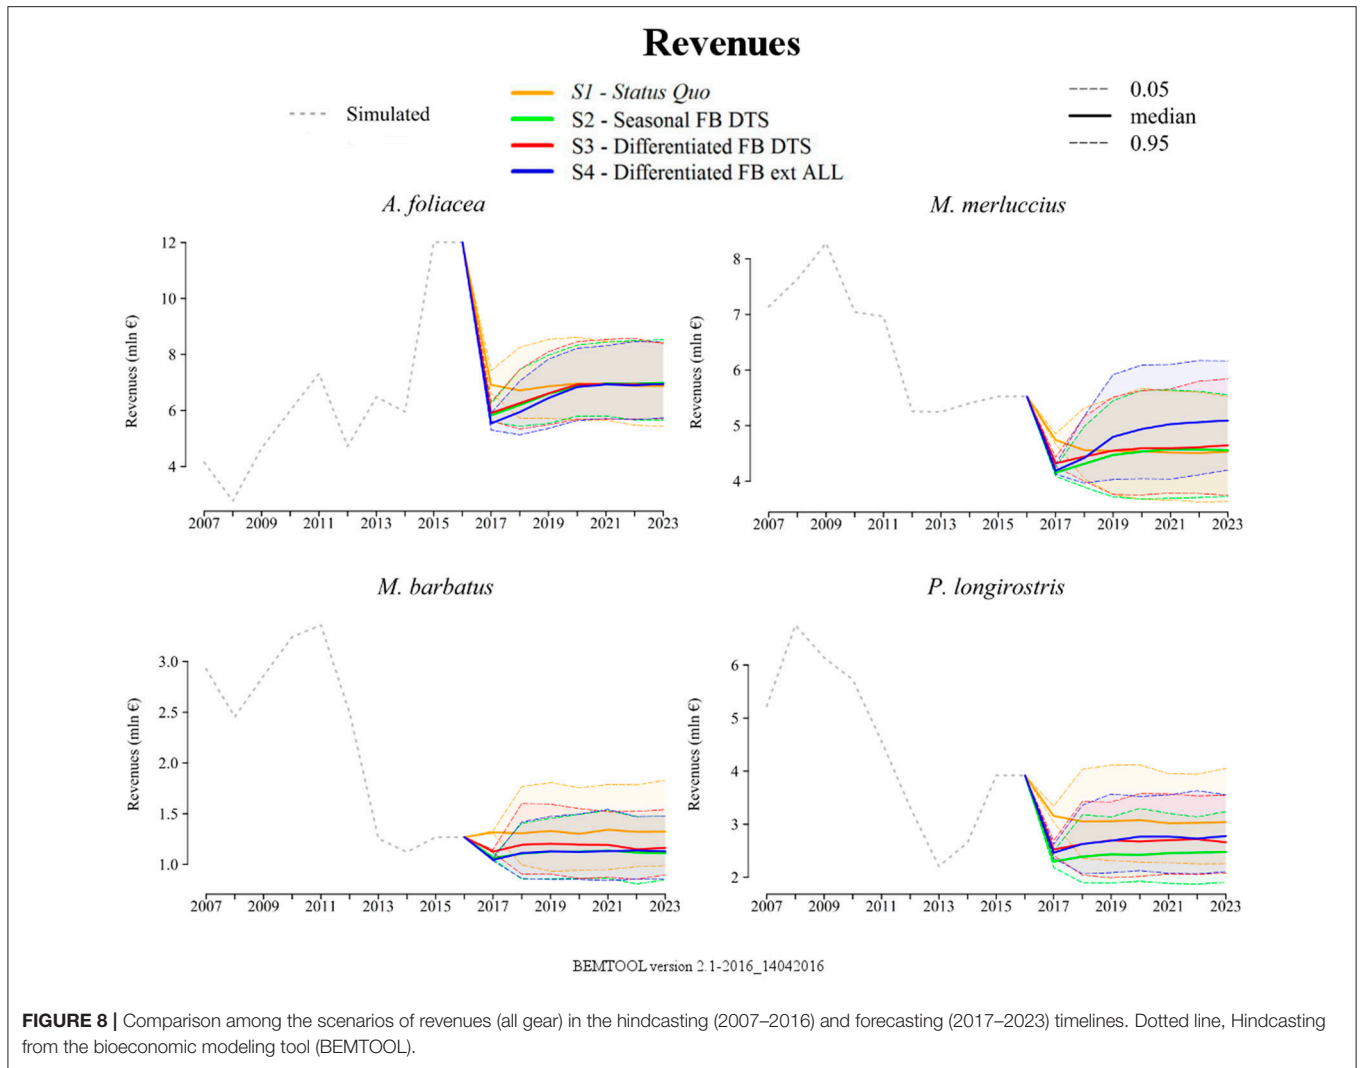 Revenues
Simulated
S1 - Status Quo
S2 - Seasonal FB DTS
S3 - Differentiated FB DTS
S4 - Differentiated FB ext ALL
0.05
median
0.95
A. foliacea
Revenues (mln €)
12
10
8
6
4
2007 2009 2011 2013 2015 2017 2019 2021 2023
M. merluccius
Revenues (mln €)
8
7
6
5
4
2007 2009 2011 2013 2015 2017 2019 2021 2023
M. barbatus
Revenues (mln €)
3.0
2.5
2.0
1.5
1.0
2007 2009 2011 2013 2015 2017 2019 2021 2023
P. longirostris
Revenues (mln €)
6
5
4
3
2
2007 2009 2011 2013 2015 2017 2019 2021 2023
BEMTOOL version 2.1-2016_14042016
FIGURE 8 | Comparison among the scenarios of revenues (all gear) in the hindcasting (2007–2016) and forecasting (2017–2023) timelines. Dotted line, Hindcasting
from the bioeconomic modeling tool (BEMTOOL).